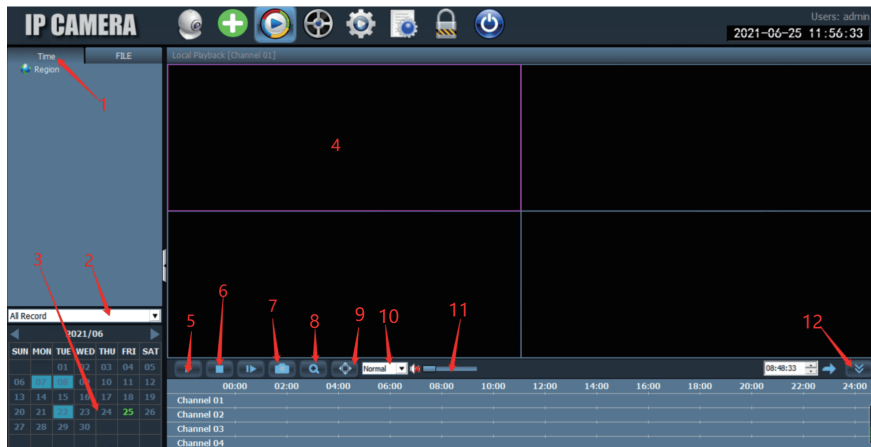 IP CAMERA
Users: admin
2021-06-25 11:56:33
Time FILE
Local Playback [Channel 01]
Region
1
4
3 2
All Record
2021/06
SUN MON TUE WED THU FRI SAT
01 02 03 04 05
06 07 08 09 10 11 12
13 14 15 16 17 18 19
20 21 22 23 24 25 26
27 28 29 30
5 6 7 8 9 10 11 12
Normal
08:48:33
00:00 02:00 04:00 06:00 08:00 10:00 12:00 14:00 16:00 18:00 20:00 22:00 24:00
Channel 01
Channel 02
Channel 03
Channel 04